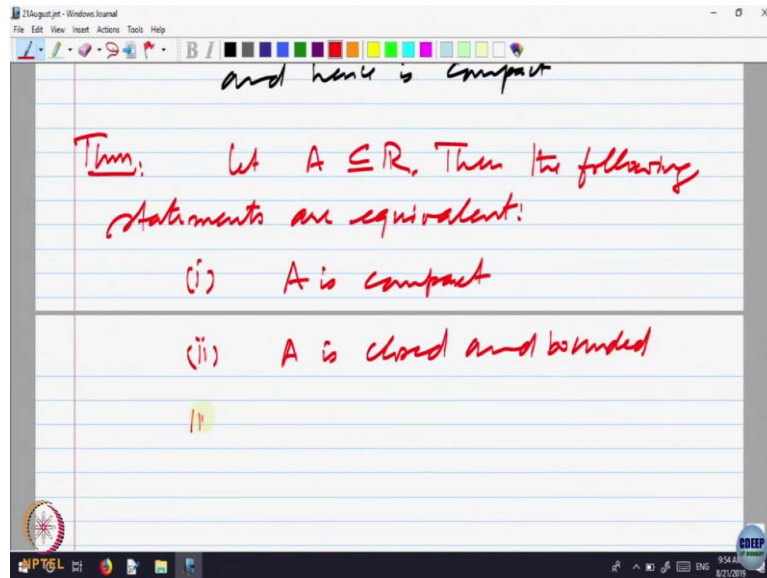 21August.jnt - Windows Journal
File Edit View Insert Actions Tools Help
B I
and hence is compact
Thm: Let A ⊆ R. Then the following
statements are equivalent:
(i) A is compact
(ii) A is closed and bounded
NPTEL
CDEEP
IIT BOMBAY
ENG
9:54 A
8/21/2019